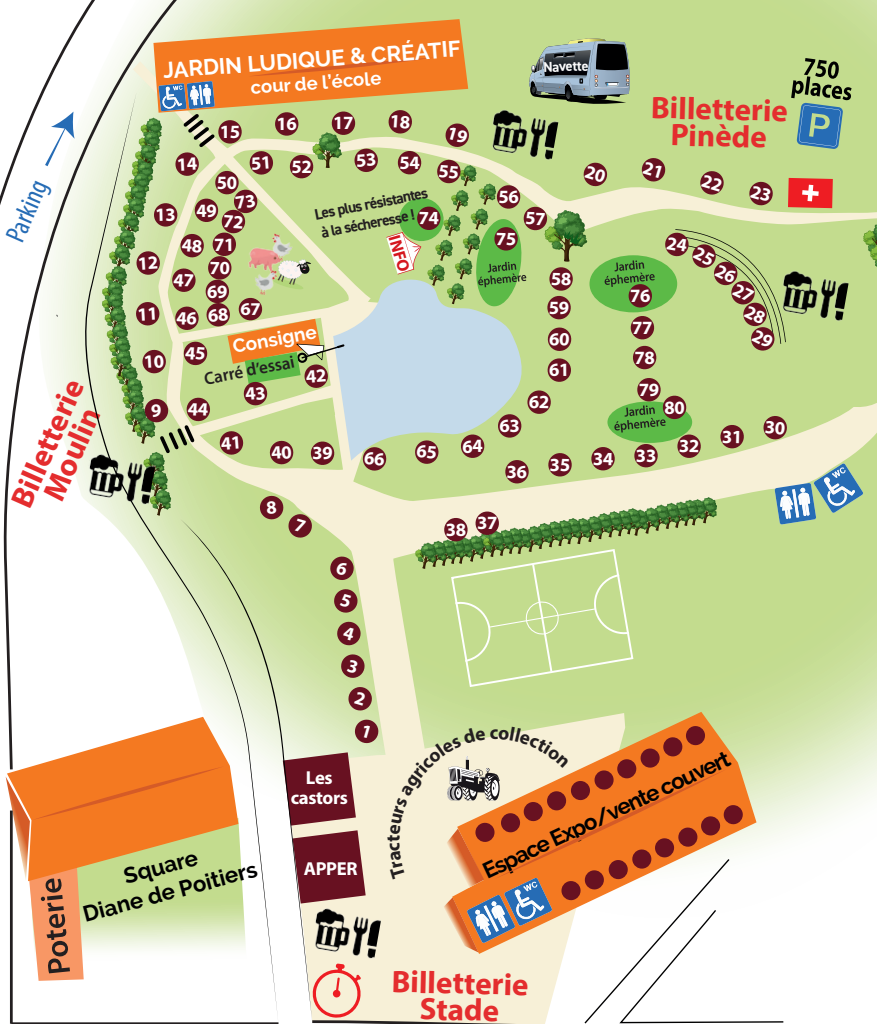 JARDIN LUDIQUE & CRÉATIF
cour de l'école
WC
Navette
750
places
P
Billetterie
Pinède
Parking
15
16
17
18
19
20
21
22
23
14
51
52
53
54
55
56
57
50
73
49
72
13
48
71
12
47
70
69
11
46
68
67
Les plus résistantes
à la sécheresse !
74
INFO
75
Jardin
éphemère
24
25
26
27
28
29
58
59
60
61
62
63
64
65
66
Jardin
éphemère
76
77
78
79
80
Jardin
éphemère
Consigne
Carré d'essai
45
10
42
43
44
9
41
40
39
36
35
34
33
32
31
30
Billetterie
Moulin
8
7
38
37
6
5
4
3
2
1
Les
castors
APPER
Tracteurs agricoles de collection
Espace Expo/vente couvert
WC
Square
Diane de Poitiers
Poterie
Billetterie
Stade